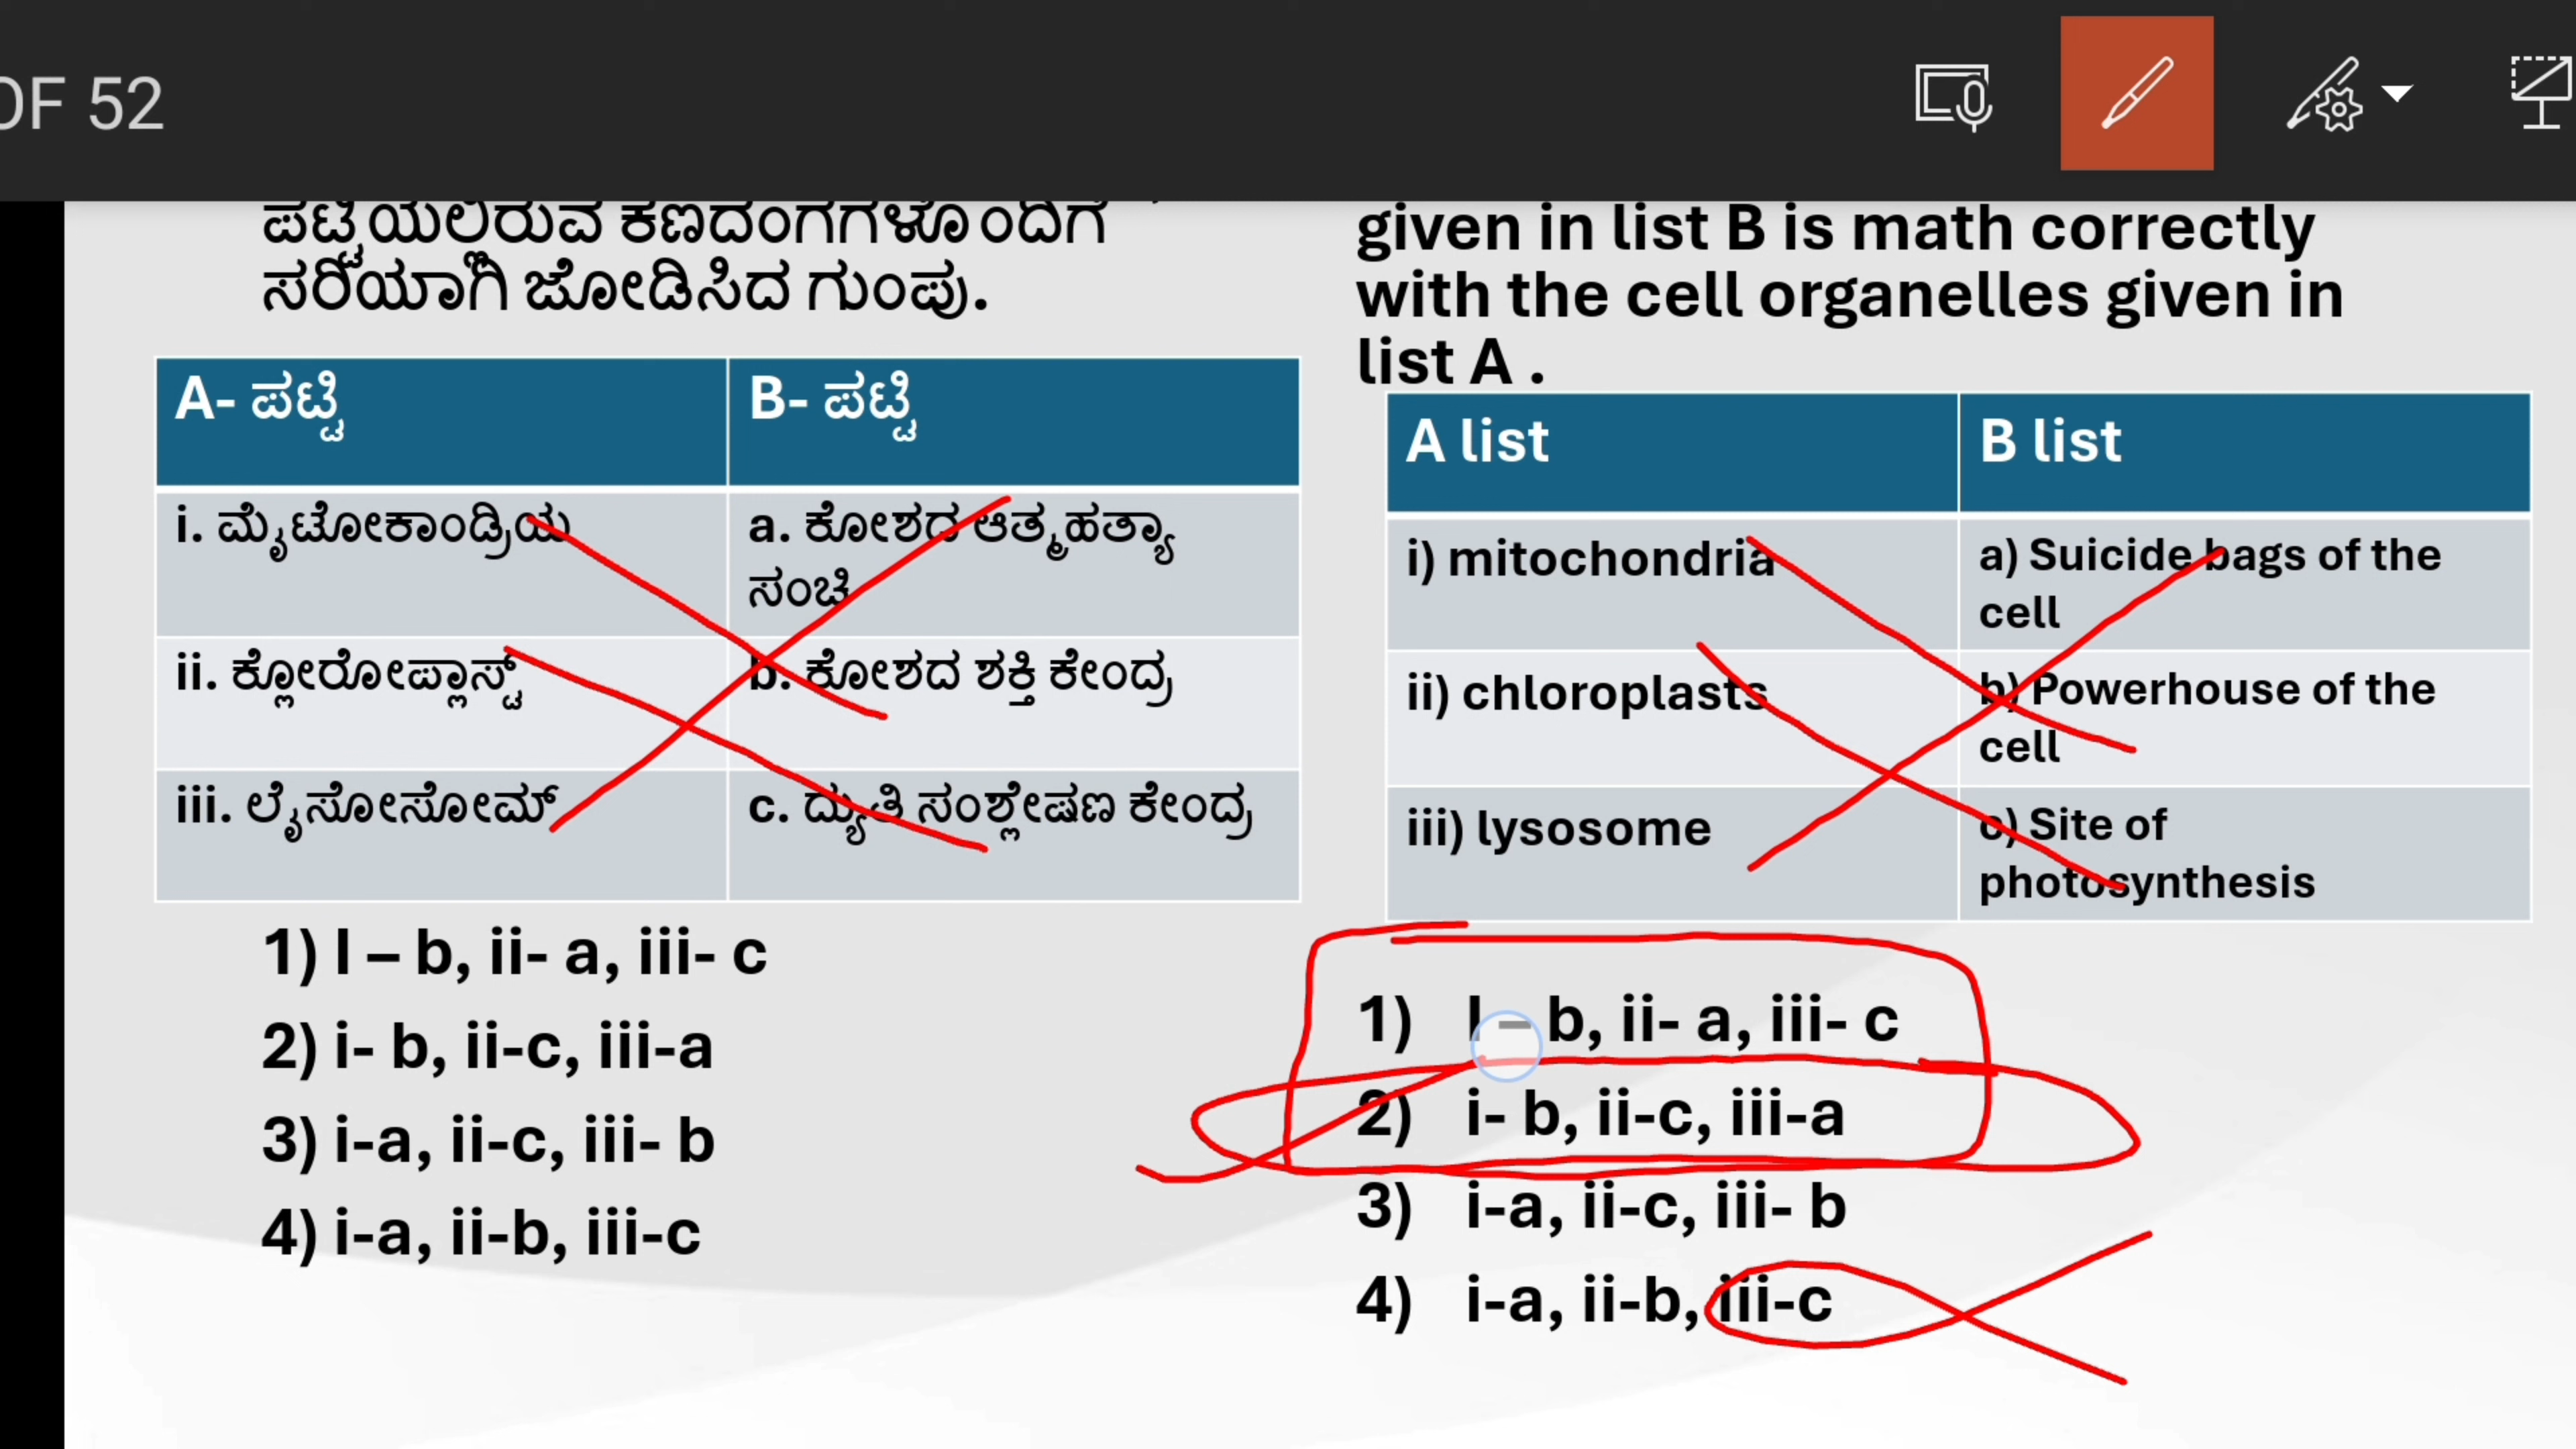 OF 52
ಪಟ್ಟಿಯಲ್ಲಿರುವ ಕಣದಂಗಗಳೊಂದಿಗೆ
ಸರಿಯಾಗಿ ಜೋಡಿಸಿದ ಗುಂಪು.
A- ಪಟ್ಟಿ
B- ಪಟ್ಟಿ
i. ಮೈಟೋಕಾಂಡ್ರಿಯ
a. ಕೋಶದ ಆತ್ಮಹತ್ಯಾ
ಸಂಚಿ
ii. ಕ್ಲೋರೋಪ್ಲಾಸ್ಟ್
b. ಕೋಶದ ಶಕ್ತಿ ಕೇಂದ್ರ
iii. ಲೈಸೋಸೋಮ್
c. ದ್ಯುತಿ ಸಂಶ್ಲೇಷಣ ಕೇಂದ್ರ
1) I – b, ii- a, iii- c
2) i- b, ii-c, iii-a
3) i-a, ii-c, iii- b
4) i-a, ii-b, iii-c
given in list B is math correctly
with the cell organelles given in
list A .
A list
B list
i) mitochondria
a) Suicide bags of the
cell
ii) chloroplasts
b) Powerhouse of the
cell
iii) lysosome
c) Site of
photosynthesis
1) I – b, ii- a, iii- c
2) i- b, ii-c, iii-a
3) i-a, ii-c, iii- b
4) i-a, ii-b, iii-c